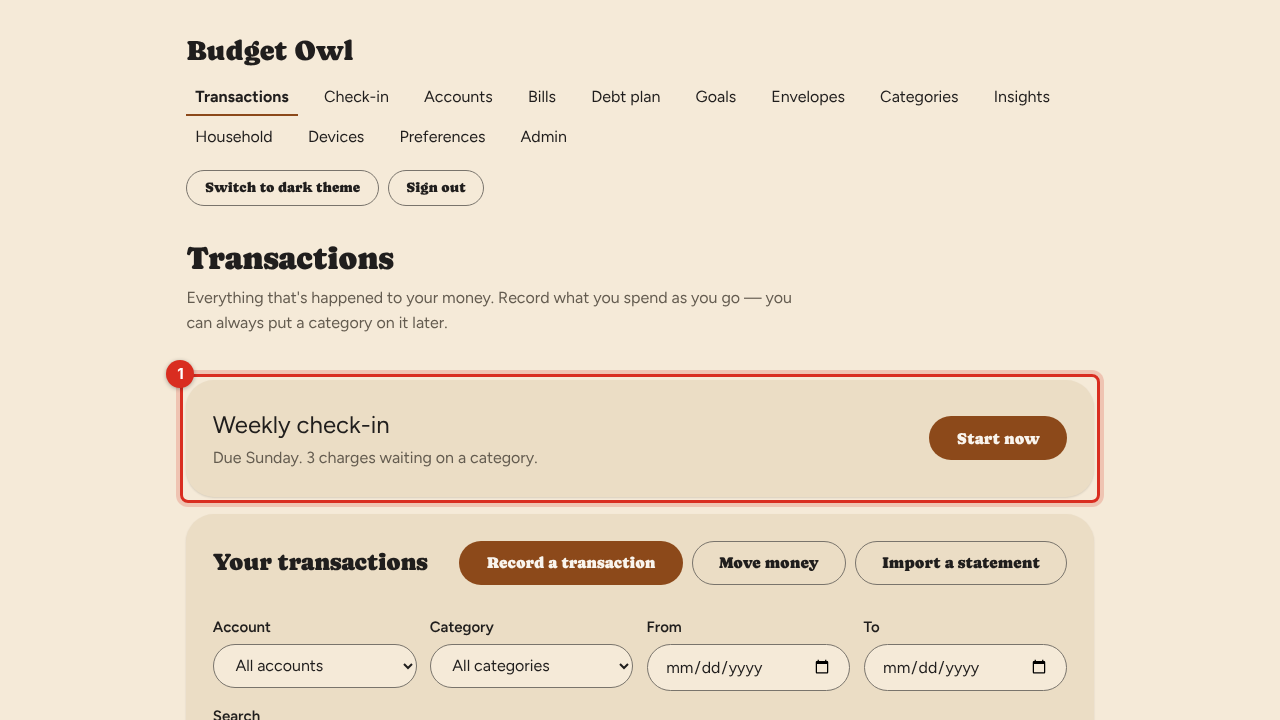 Budget Owl
Transactions Check-in Accounts Bills Debt plan Goals Envelopes Categories Insights
Household Devices Preferences Admin
Switch to dark theme Sign out
Transactions
Everything that's happened to your money. Record what you spend as you go — you
can always put a category on it later.
1
Weekly check-in
Due Sunday. 3 charges waiting on a category.
Start now
Your transactions Record a transaction Move money Import a statement
Account Category From To
All accounts All categories mm/dd/yyyy mm/dd/yyyy
Search